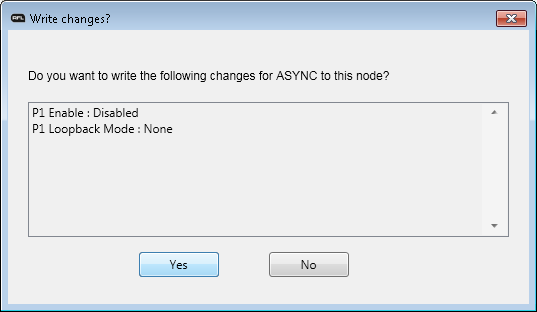 AFL Write changes?
Do you want to write the following changes for ASYNC to this node?
P1 Enable : Disabled
P1 Loopback Mode : None
Yes No